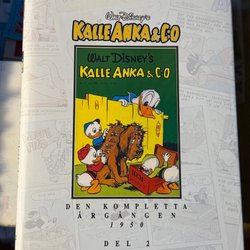 Walt Disney's
KALLE ANKA & C:O
WALT DISNEY'S
KALLE ANKA & C:O
DEN KOMPLETTA
ÅRGÅNGEN
1950
DEL 2